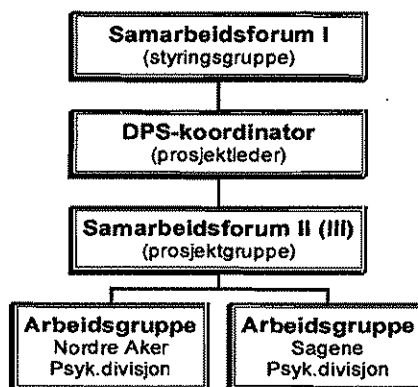 Samarbeidsforum I
(styringsgruppe)
DPS-koordinator
(prosjektleder)
Samarbeidsforum II (III)
(prosjektgruppe)
Arbeidsgruppe
Nordre Aker
Psyk.divisjon
Arbeidsgruppe
Sagene
Psyk.divisjon